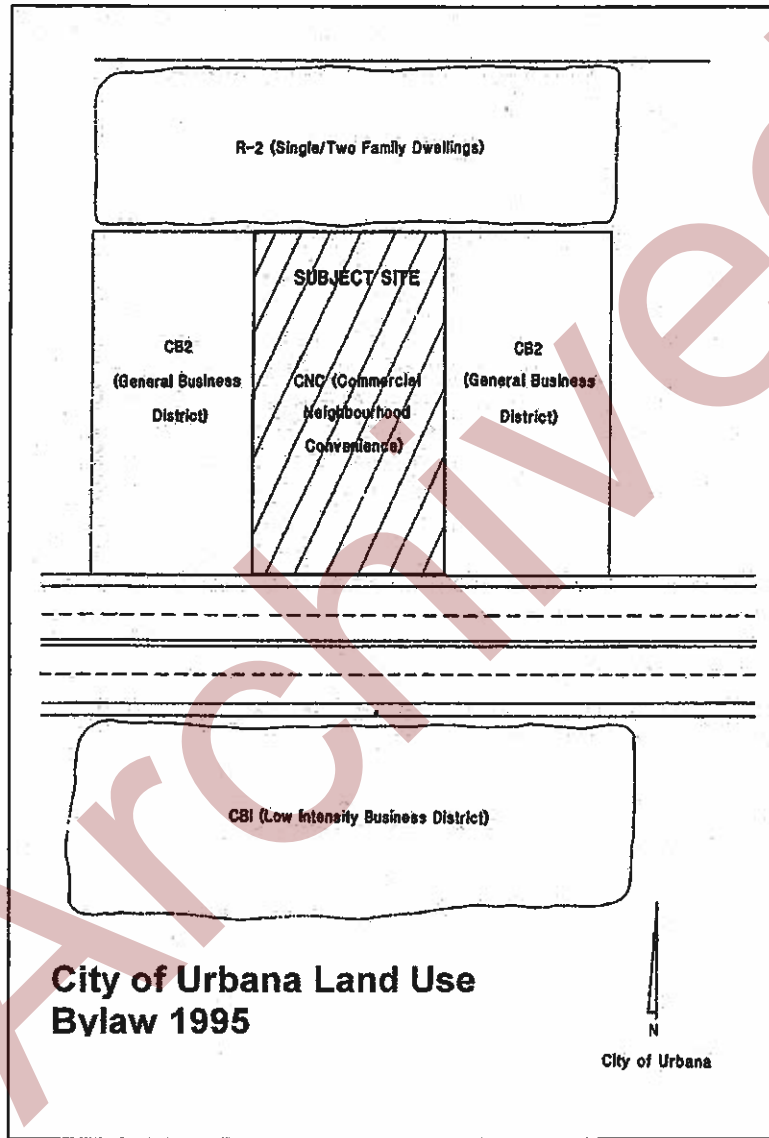 R-2 (Single/Two Family Dwellings)
SUBJECT SITE
CB2
(General Business
District)
CNC (Commercial
Neighbourhood
Convenience)
CB2
(General Business
District)
CBI (Low Intensity Business District)
City of Urbana Land Use
Bylaw 1995
N
City of Urbana
Archive